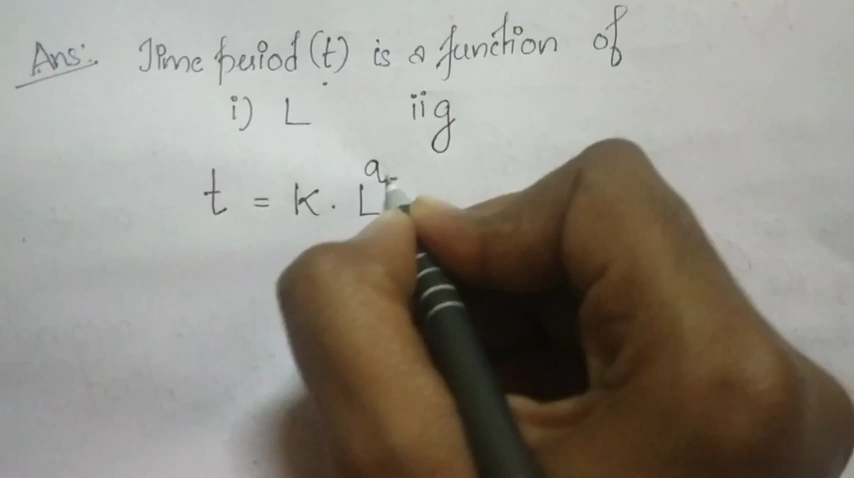 Ans:. Time period (t) is a function of
i) L ii g
t = K. L^a